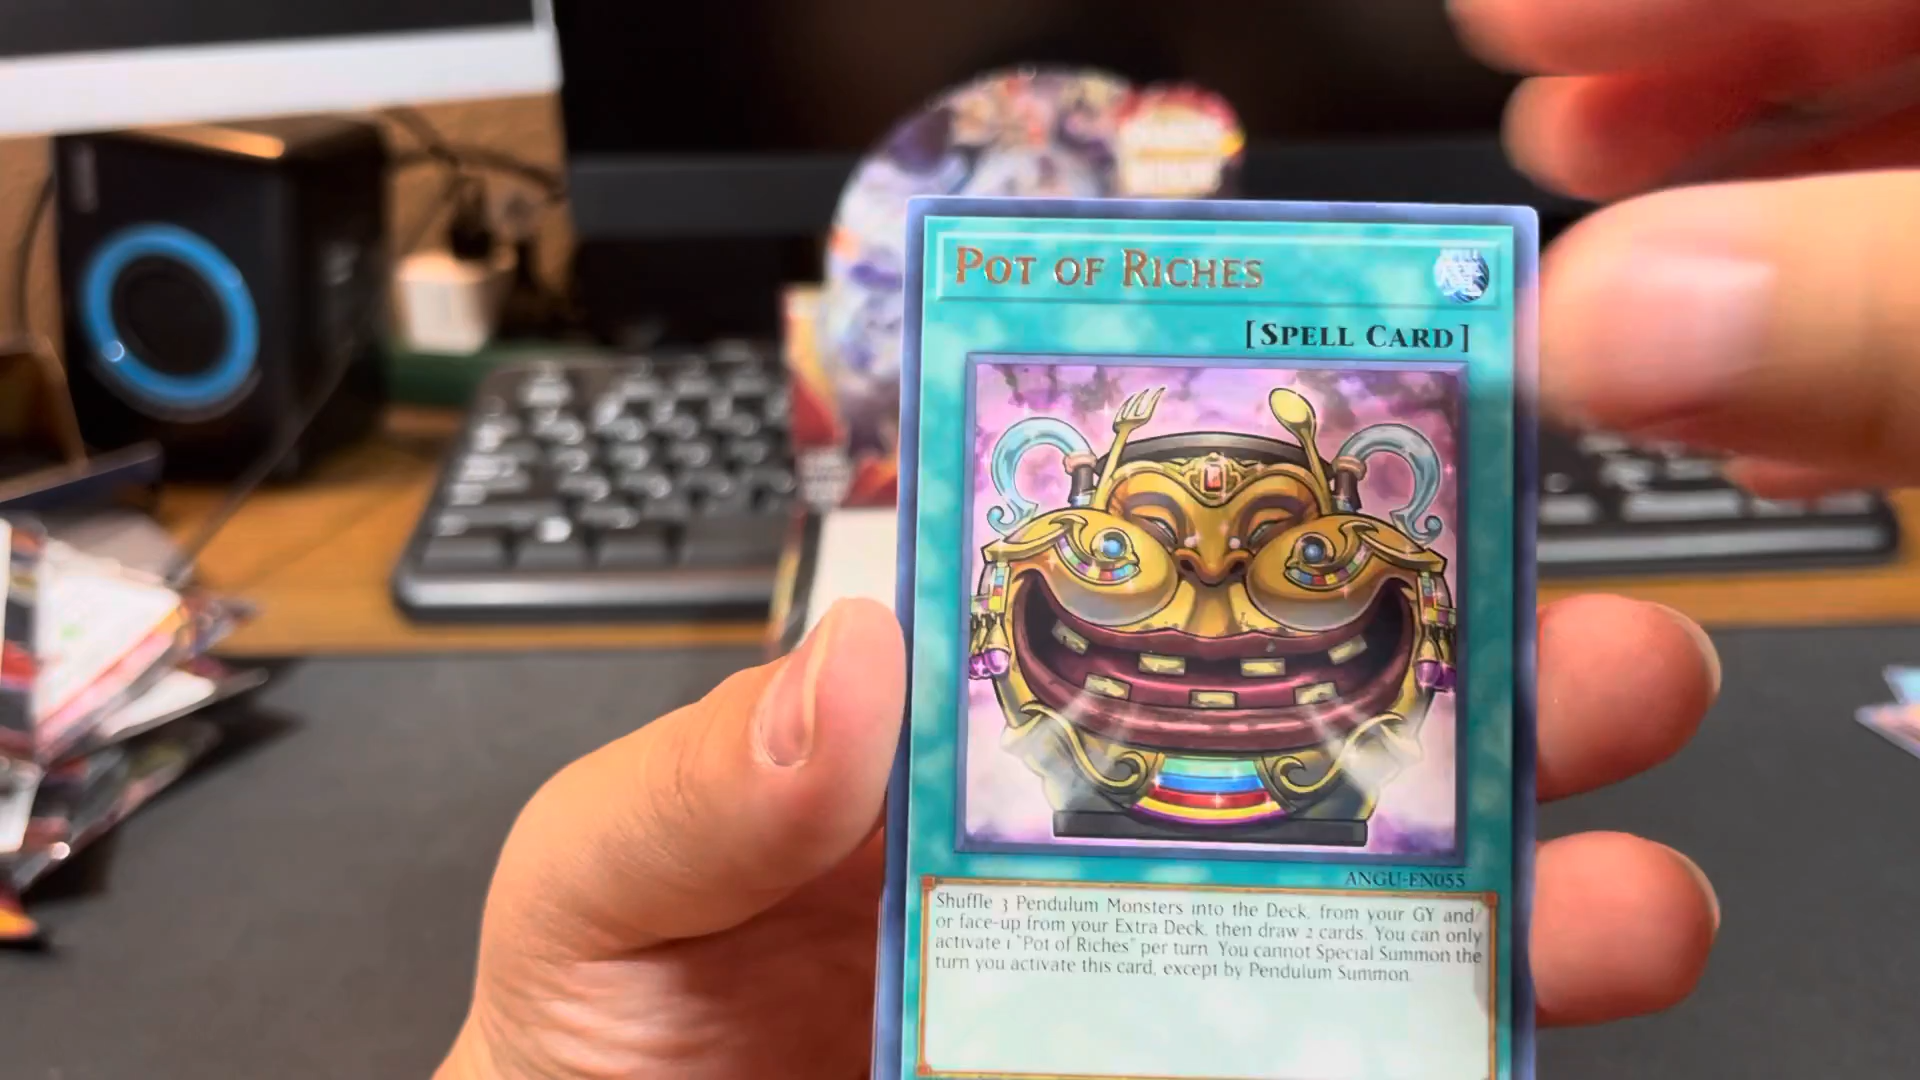 Pot of Riches
[Spell Card]
ANGU-EN055
Shuffle 3 Pendulum Monsters into the Deck, from your GY and/
or face-up from your Extra Deck, then draw 2 cards. You can only
activate 1 "Pot of Riches" per turn. You cannot Special Summon the
turn you activate this card, except by Pendulum Summon.